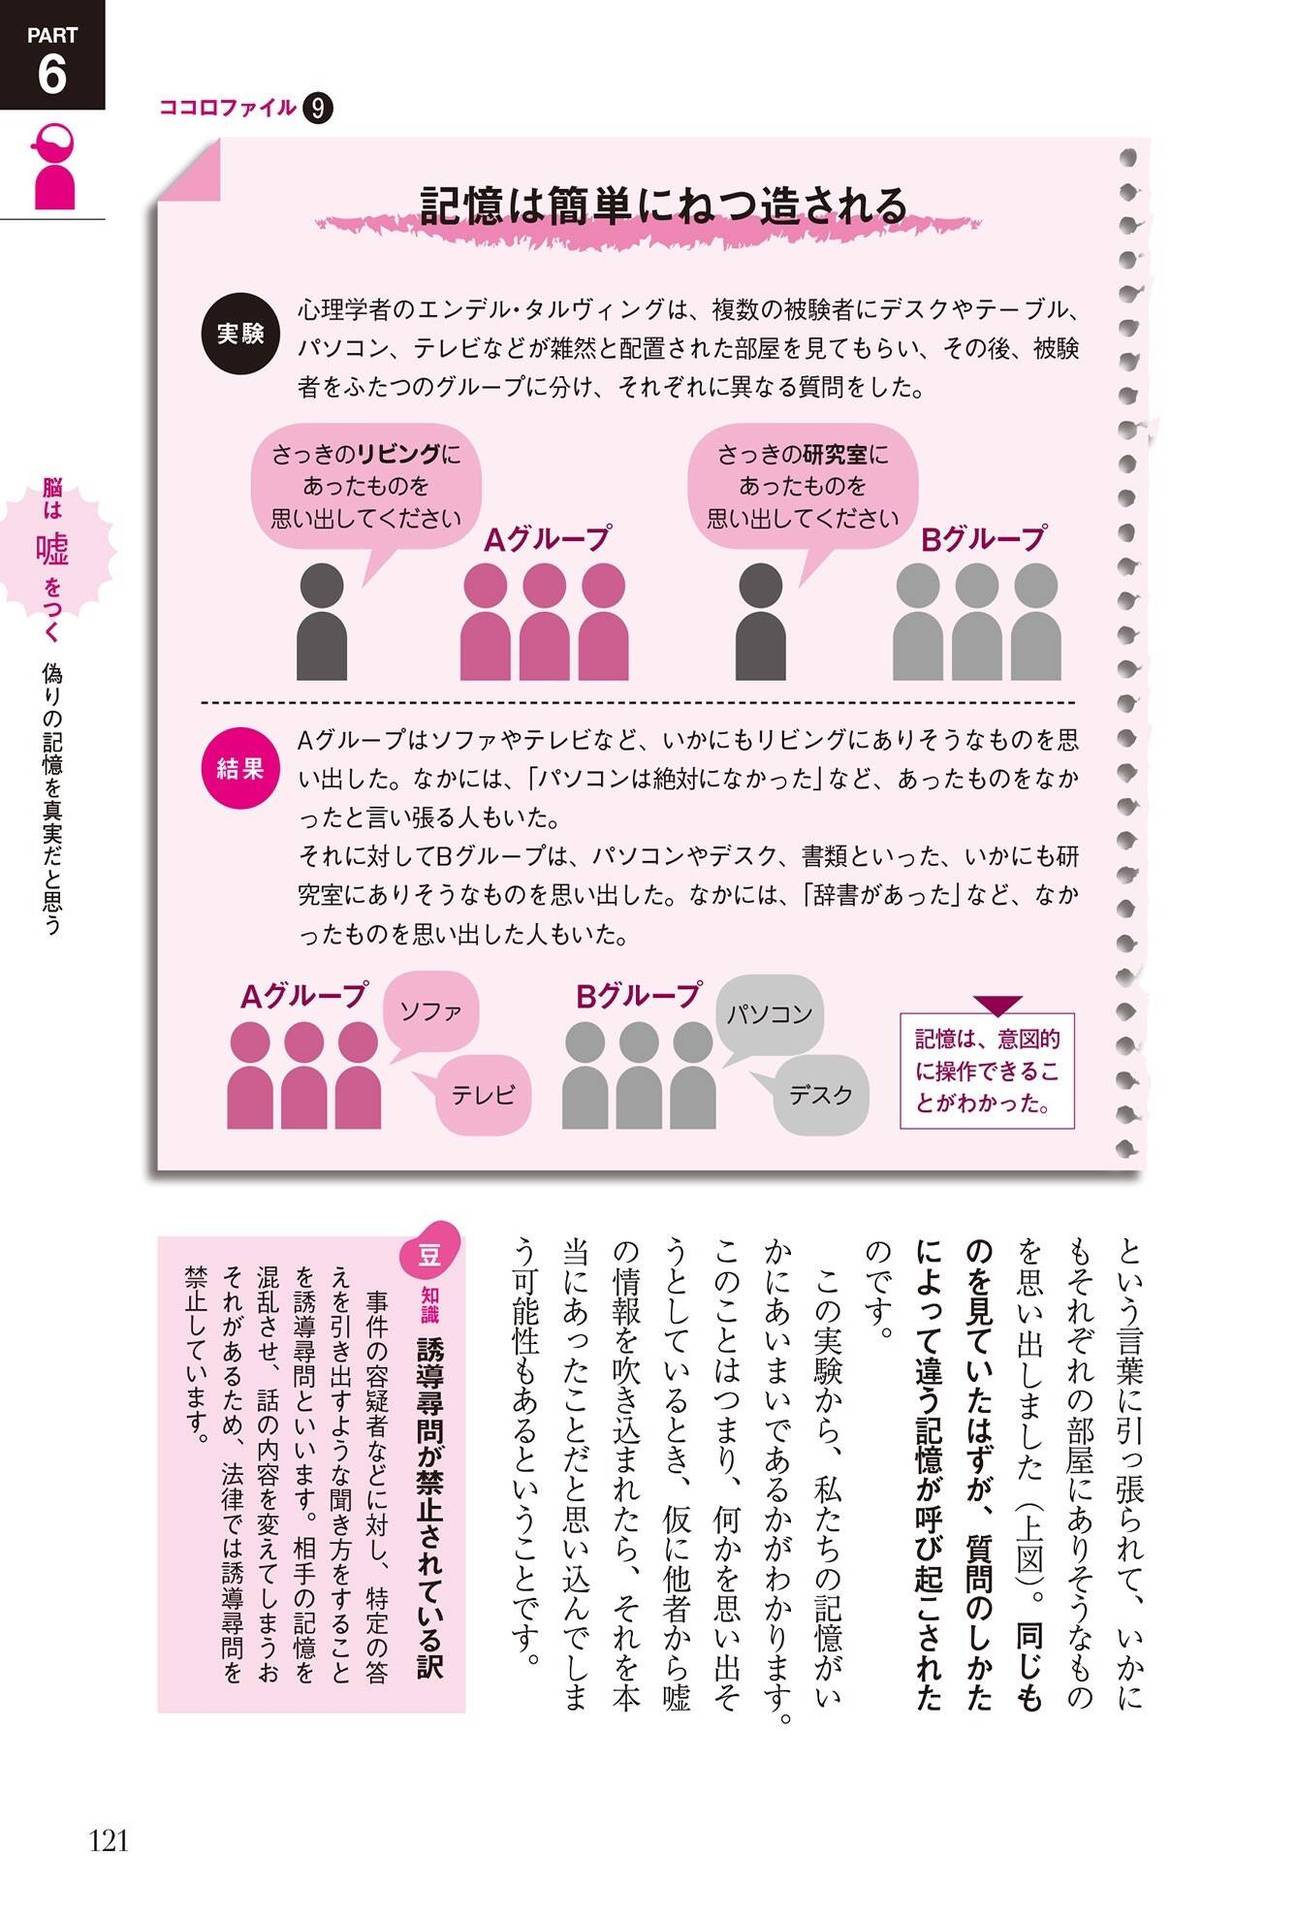 PART
6
ココロファイル 9
記憶は簡単にねつ造される
実験
心理学者のエンデル・タルヴィングは、複数の被験者にデスクやテーブル、
パソコン、テレビなどが雑然と配置された部屋を見てもらい、その後、被験
者をふたつのグループに分け、それぞれに異なる質問をした。
さっきのリビングに
あったものを
思い出してください
Aグループ
さっきの研究室に
あったものを
思い出してください
Bグループ
結果
Aグループはソファやテレビなど、いかにもリビングにありそうなものを思
い出した。なかには、「パソコンは絶対になかった」など、あったものをなか
ったと言い張る人もいた。
それに対してBグループは、パソコンやデスク、書類といった、いかにも研
究室にありそうなものを思い出した。なかには、「辞書があった」など、なか
ったものを思い出した人もいた。
Aグループ
ソファ
テレビ
Bグループ
パソコン
デスク
記憶は、意図的
に操作できるこ
とがわかった。
脳は嘘をつく 偽りの記憶を真実だと思う
という言葉に引っ張られて、いかに
もそれぞれの部屋にありそうなもの
を思い出しました（上図）。同じも
のを見ていたはずが、質問のしかた
によって違う記憶が呼び起こされた
のです。
この実験から、私たちの記憶がい
かにあいまいであるかがわかります。
このことはつまり、何かを思い出そ
うとしているとき、仮に他者から嘘
の情報を吹き込まれたら、それを本
当にあったことだと思い込んでしま
う可能性もあるということです。
豆知識 誘導尋問が禁止されている訳
事件の容疑者などに対し、特定の答
えを引き出すような聞き方をすること
を誘導尋問といいます。相手の記憶を
混乱させ、話の内容を変えてしまうお
それがあるため、法律では誘導尋問を
禁止しています。
121